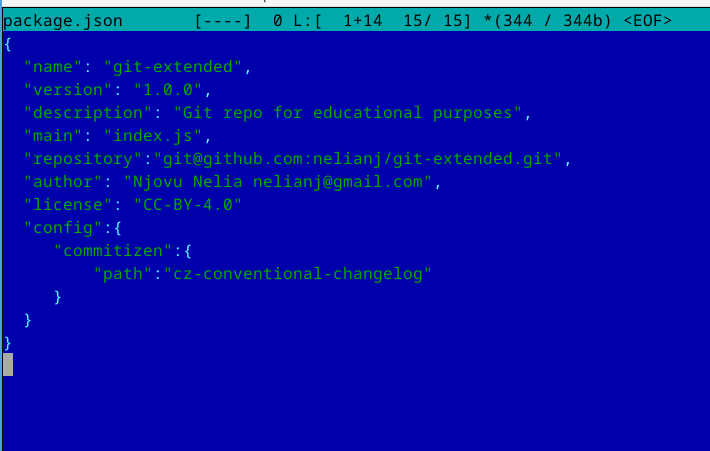 package.json       [----]  0 L:[  1+14  15/ 15] *(344 / 344b) <EOF>
{
  "name": "git-extended",
  "version": "1.0.0",
  "description": "Git repo for educational purposes",
  "main": "index.js",
  "repository":"git@github.com:nelianj/git-extended.git",
  "author": "Njovu Nelia nelianj@gmail.com",
  "license": "CC-BY-4.0"
  "config":{
     "commitizen":{
         "path":"cz-conventional-changelog"
     }
  }
}